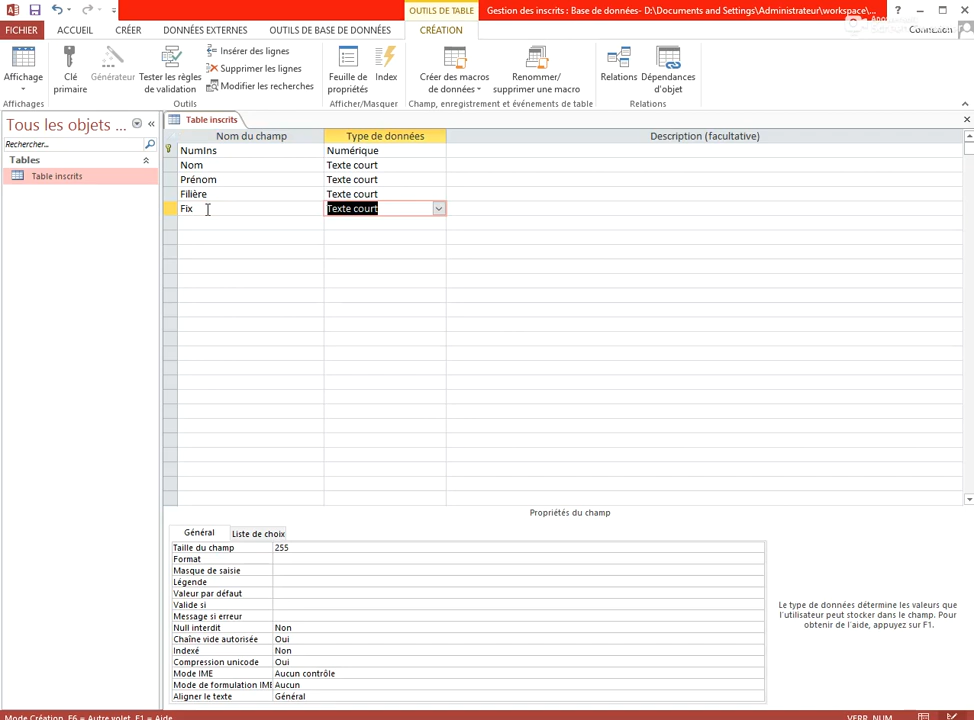 OUTILS DE TABLE
Gestion des inscrits : Base de données- D:\Documents and Settings\Administrateur\workspace\...
?
FICHIER ACCUEIL CRÉER DONNÉES EXTERNES OUTILS DE BASE DE DONNÉES CRÉATION Connexion
Affichage
Clé primaire
Générateur
Tester les règles de validation
Insérer des lignes
Supprimer les lignes
Modifier les recherches
Feuille de propriétés
Index
Créer des macros de données
Renommer/ supprimer une macro
Relations
Dépendances d'objet
Affichages Outils Afficher/Masquer Champ, enregistrement et événements de table Relations
Tous les objets ... «
Rechercher...
Tables
Table inscrits
Table inscrits
Nom du champ Type de données Description (facultative)
NumIns Numérique
Nom Texte court
Prénom Texte court
Filière Texte court
Fix Texte court
Propriétés du champ
Général Liste de choix
Taille du champ 255
Format
Masque de saisie
Légende
Valeur par défaut
Valide si
Message si erreur
Null interdit Non
Chaîne vide autorisée Oui
Indexé Non
Compression unicode Oui
Mode IME Aucun contrôle
Mode de formulation IME Aucun
Aligner le texte Général
Le type de données détermine les valeurs que
l'utilisateur peut stocker dans le champ. Pour
obtenir de l'aide, appuyez sur F1.
Mode Création. F6 = Autre volet. F1 = Aide VERR. NUM.